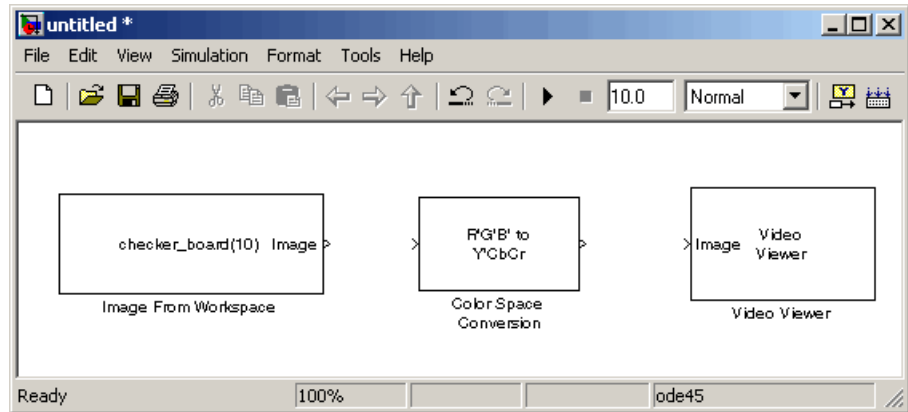 untitled *
File Edit View Simulation Format Tools Help
10.0 Normal
checker_board(10) Image
Image From Workspace
R'G'B' to
Y'CbCr
Color Space
Conversion
Image
Video
Viewer
Video Viewer
Ready 100% ode45